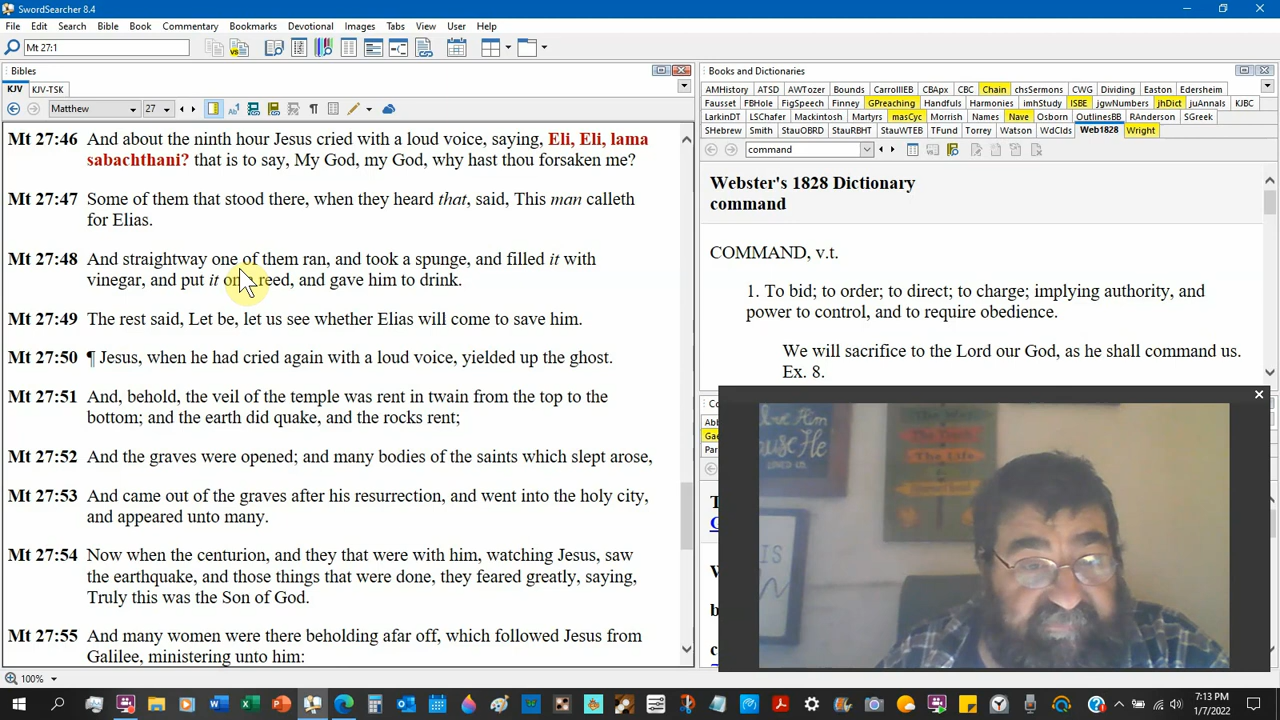 SwordSearcher 8.4
File Edit Search Bible Book Commentary Bookmarks Devotional Images Tabs View User Help
Mt 27:1
Bibles
KJV KJV-TSK
Matthew 27
Mt 27:46 And about the ninth hour Jesus cried with a loud voice, saying, Eli, Eli, lama
sabachthani? that is to say, My God, my God, why hast thou forsaken me?
Mt 27:47 Some of them that stood there, when they heard that, said, This man calleth
for Elias.
Mt 27:48 And straightway one of them ran, and took a spunge, and filled it with
vinegar, and put it on a reed, and gave him to drink.
Mt 27:49 The rest said, Let be, let us see whether Elias will come to save him.
Mt 27:50 ¶ Jesus, when he had cried again with a loud voice, yielded up the ghost.
Mt 27:51 And, behold, the veil of the temple was rent in twain from the top to the
bottom; and the earth did quake, and the rocks rent;
Mt 27:52 And the graves were opened; and many bodies of the saints which slept arose,
Mt 27:53 And came out of the graves after his resurrection, and went into the holy city,
and appeared unto many.
Mt 27:54 Now when the centurion, and they that were with him, watching Jesus, saw
the earthquake, and those things that were done, they feared greatly, saying,
Truly this was the Son of God.
Mt 27:55 And many women were there beholding afar off, which followed Jesus from
Galilee, ministering unto him:
100%
Books and Dictionaries
AMHistory ATSD AWTozer Bounds CarrollEB CBApx CBC Chain chsSermons CWG Dividing Easton Edersheim
Fausset FBHole FigSpeech Finney GPreaching Handfuls Harmonies imhStudy ISBE jgwNumbers jhDict juAnnals KJBC
LarkinDT LSChafer Mackintosh Martyrs masCyc Morrish Names Nave Osborn OutlinesBB RAnderson SGreek
SHebrew Smith StauOBRD StauRBHT StauWTEB TFund Torrey Watson WdClds Web1828 Wright
command
Webster's 1828 Dictionary
command
COMMAND, v.t.
1. To bid; to order; to direct; to charge; implying authority, and
power to control, and to require obedience.
We will sacrifice to the Lord our God, as he shall command us.
Ex. 8.
The Life
7:13 PM
1/7/2022